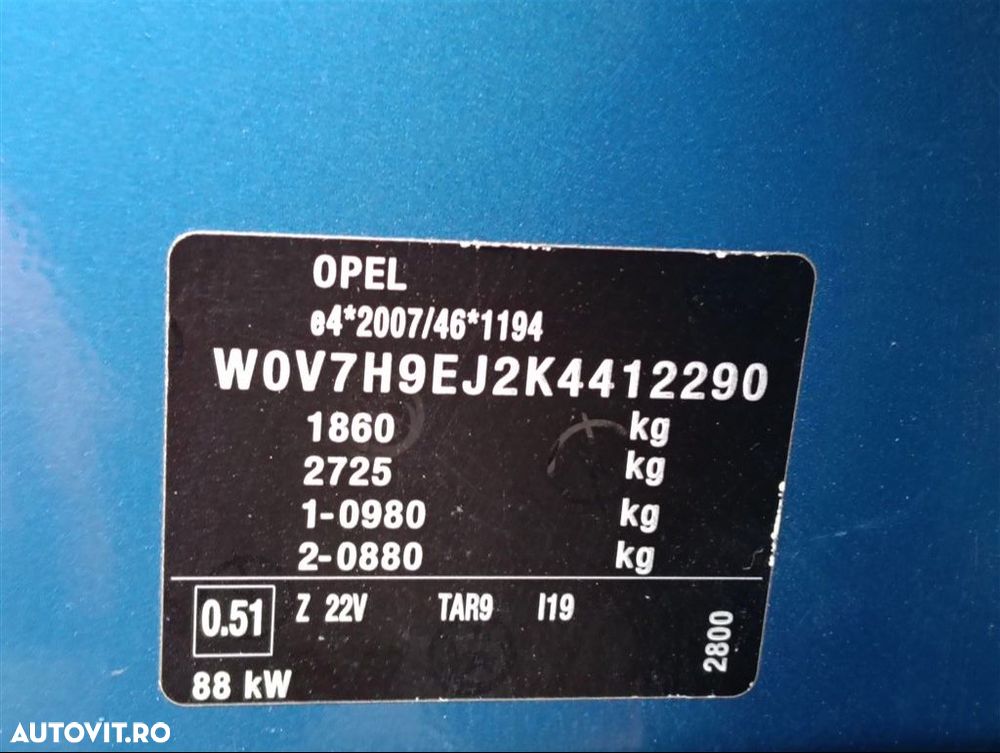 OPEL
e4*2007/46*1194
W0V7H9EJ2K4412290
1860 kg
2725 kg
1-0980 kg
2-0880 kg
0.51 Z 22V TAR9 I19
88 kW
2800
AUTOVIT.RO